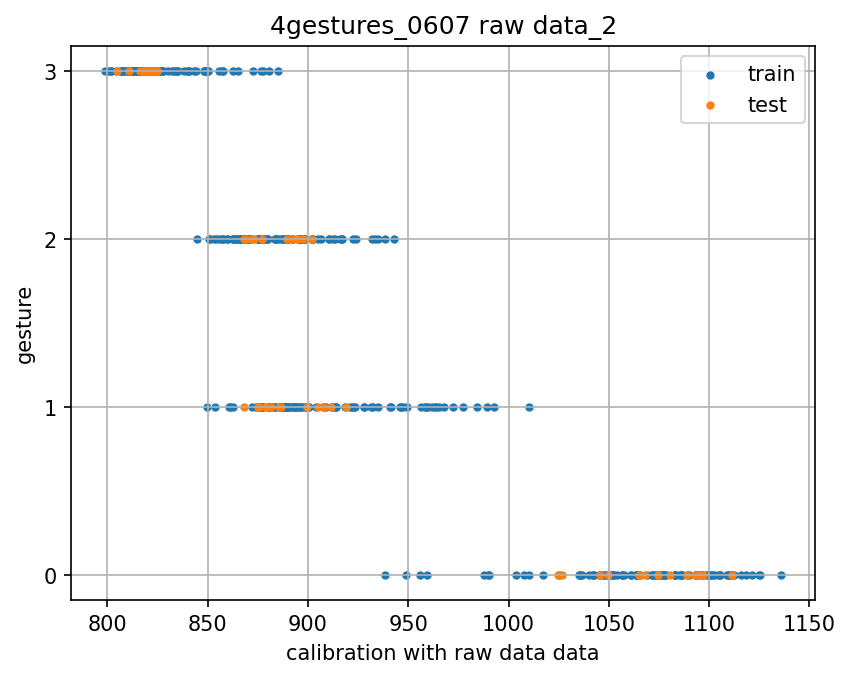 4gestures_0607 raw data_2
train
test
3
2
1
0
gesture
800 850 900 950 1000 1050 1100 1150
calibration with raw data data